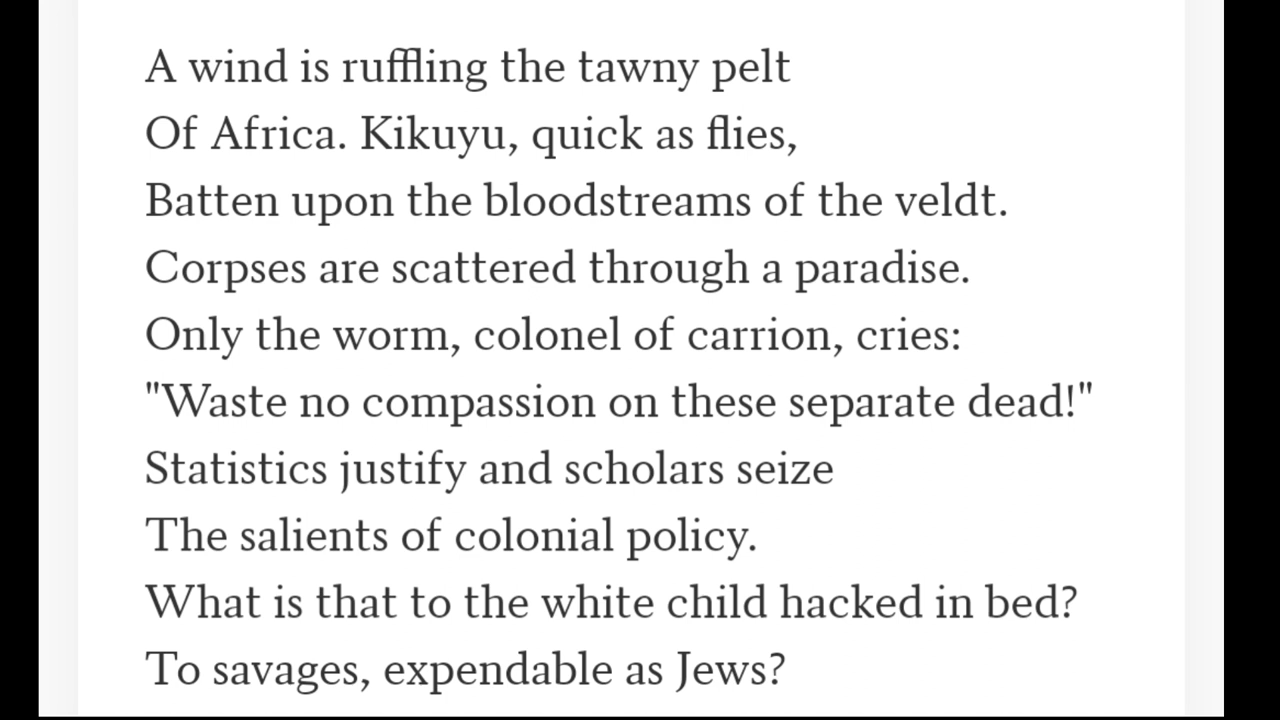 A wind is ruffling the tawny pelt
Of Africa. Kikuyu, quick as flies,
Batten upon the bloodstreams of the veldt.
Corpses are scattered through a paradise.
Only the worm, colonel of carrion, cries:
"Waste no compassion on these separate dead!"
Statistics justify and scholars seize
The salients of colonial policy.
What is that to the white child hacked in bed?
To savages, expendable as Jews?